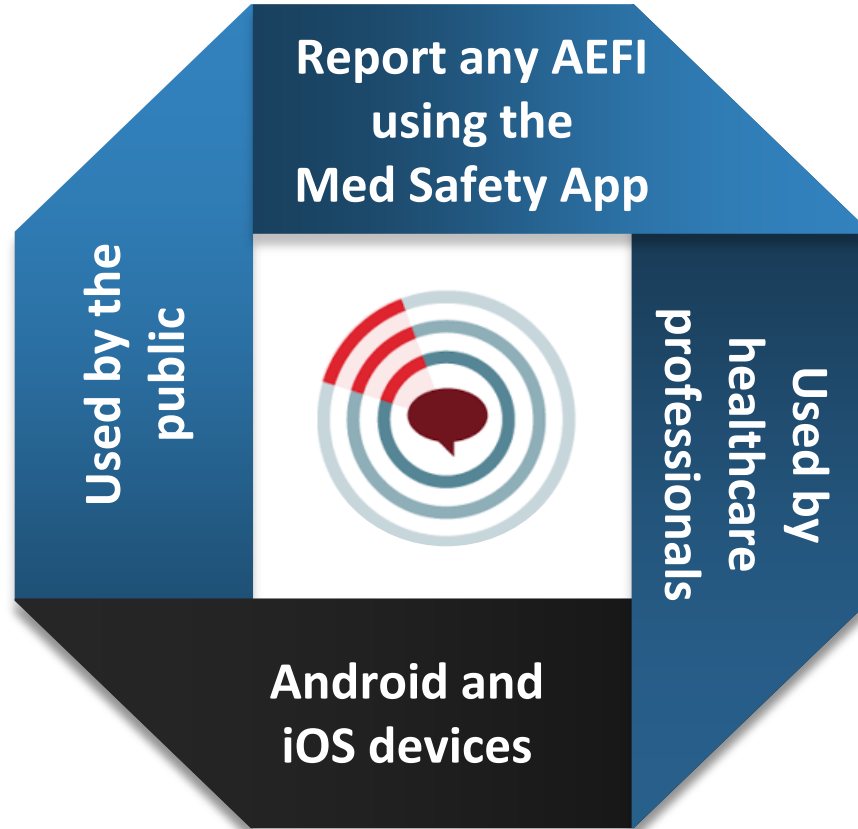 Report any AEFI
using the
Med Safety App
Used by the
public
Used by
healthcare
professionals
Android and
iOS devices